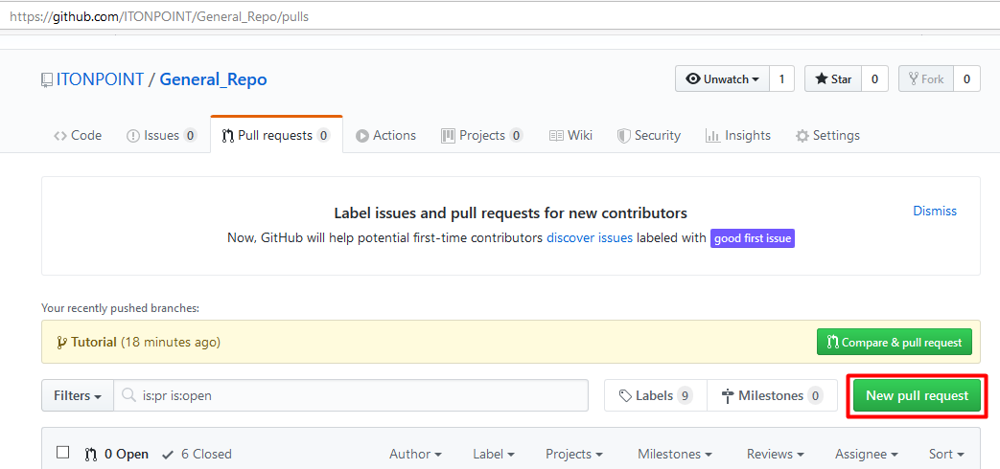 https://github.com/ITONPOINT/General_Repo/pulls
ITONPOINT / General_Repo
Unwatch 1 Star 0 Fork 0
Code Issues 0 Pull requests 0 Actions Projects 0 Wiki Security Insights Settings
Label issues and pull requests for new contributors
Dismiss
Now, GitHub will help potential first-time contributors discover issues labeled with good first issue
Your recently pushed branches:
Tutorial (18 minutes ago) Compare & pull request
Filters is:pr is:open Labels 9 Milestones 0 New pull request
0 Open 6 Closed Author Label Projects Milestones Reviews Assignee Sort